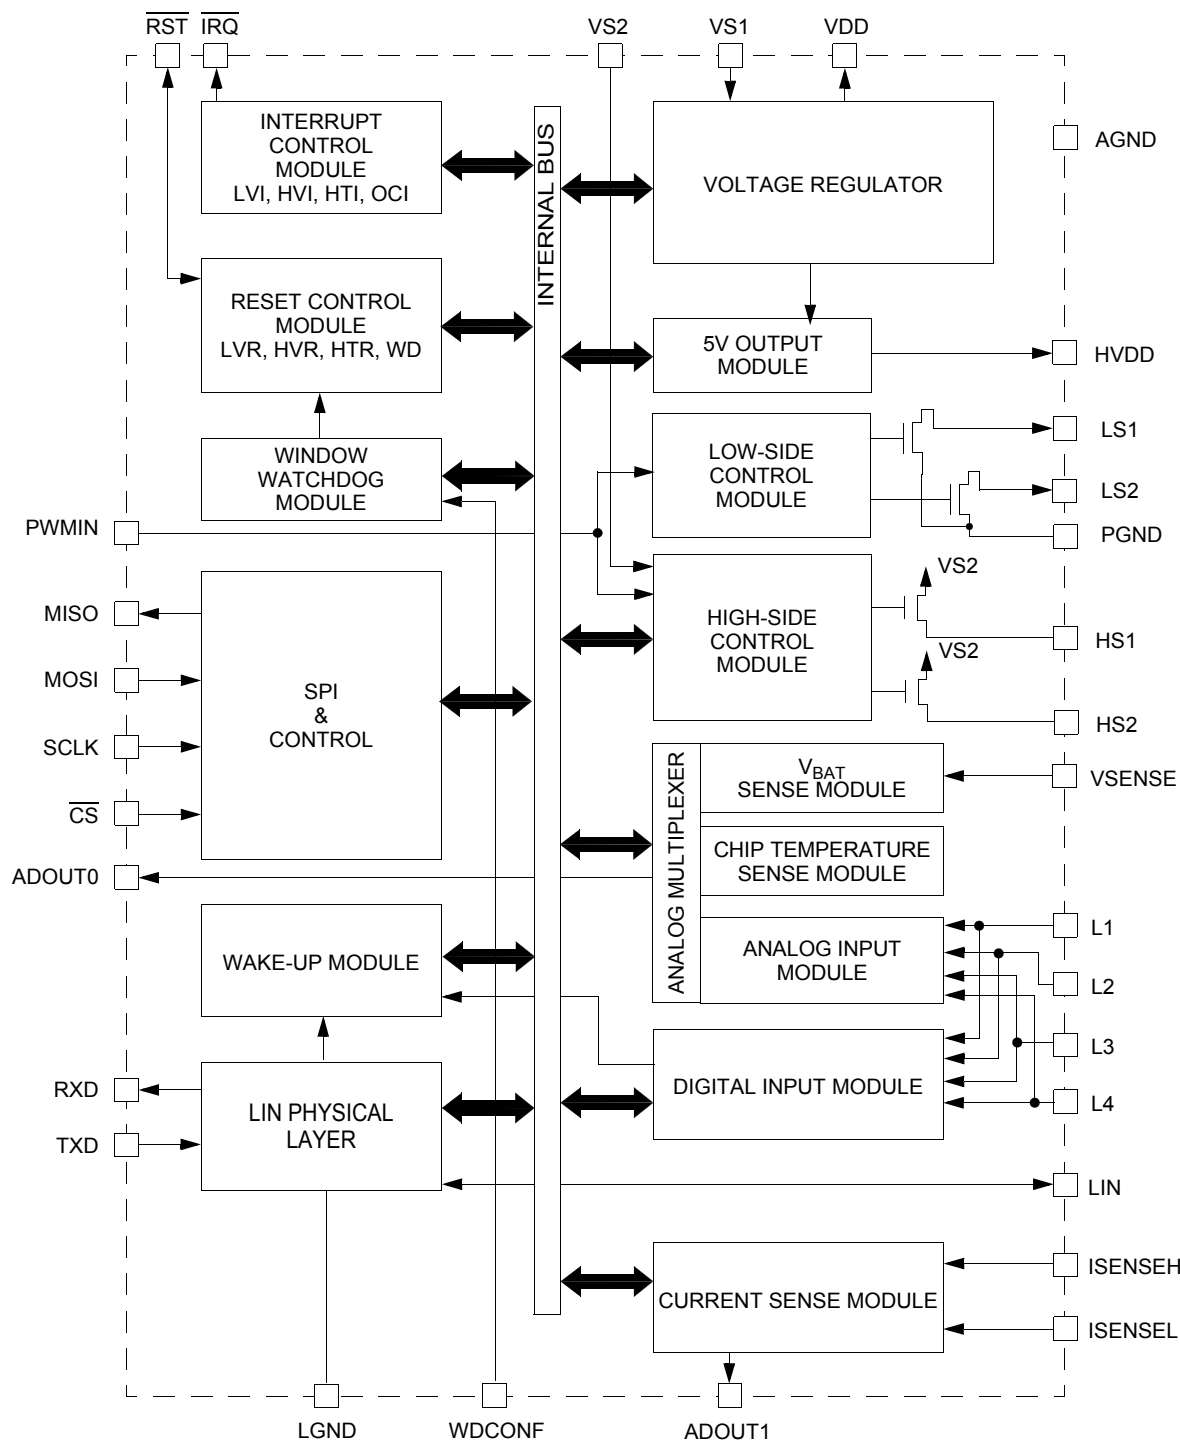 RST
IRQ
VS2
VS1
VDD
INTERRUPT
CONTROL
MODULE
LVI, HVI, HTI, OCI
INTERNAL BUS
VOLTAGE REGULATOR
AGND
RESET CONTROL
MODULE
LVR, HVR, HTR, WD
5V OUTPUT
MODULE
HVDD
WINDOW
WATCHDOG
MODULE
LOW-SIDE
CONTROL
MODULE
LS1
LS2
PWMIN
PGND
MISO
MOSI
SCLK
CS
SPI
&
CONTROL
HIGH-SIDE
CONTROL
MODULE
VS2
HS1
VS2
HS2
ANALOG MULTIPLEXER
VBAT
SENSE MODULE
VSENSE
CHIP TEMPERATURE
SENSE MODULE
ADOUT0
WAKE-UP MODULE
ANALOG INPUT
MODULE
L1
L2
L3
L4
DIGITAL INPUT MODULE
RXD
TXD
LIN PHYSICAL
LAYER
LIN
CURRENT SENSE MODULE
ISENSEH
ISENSEL
LGND
WDCONF
ADOUT1